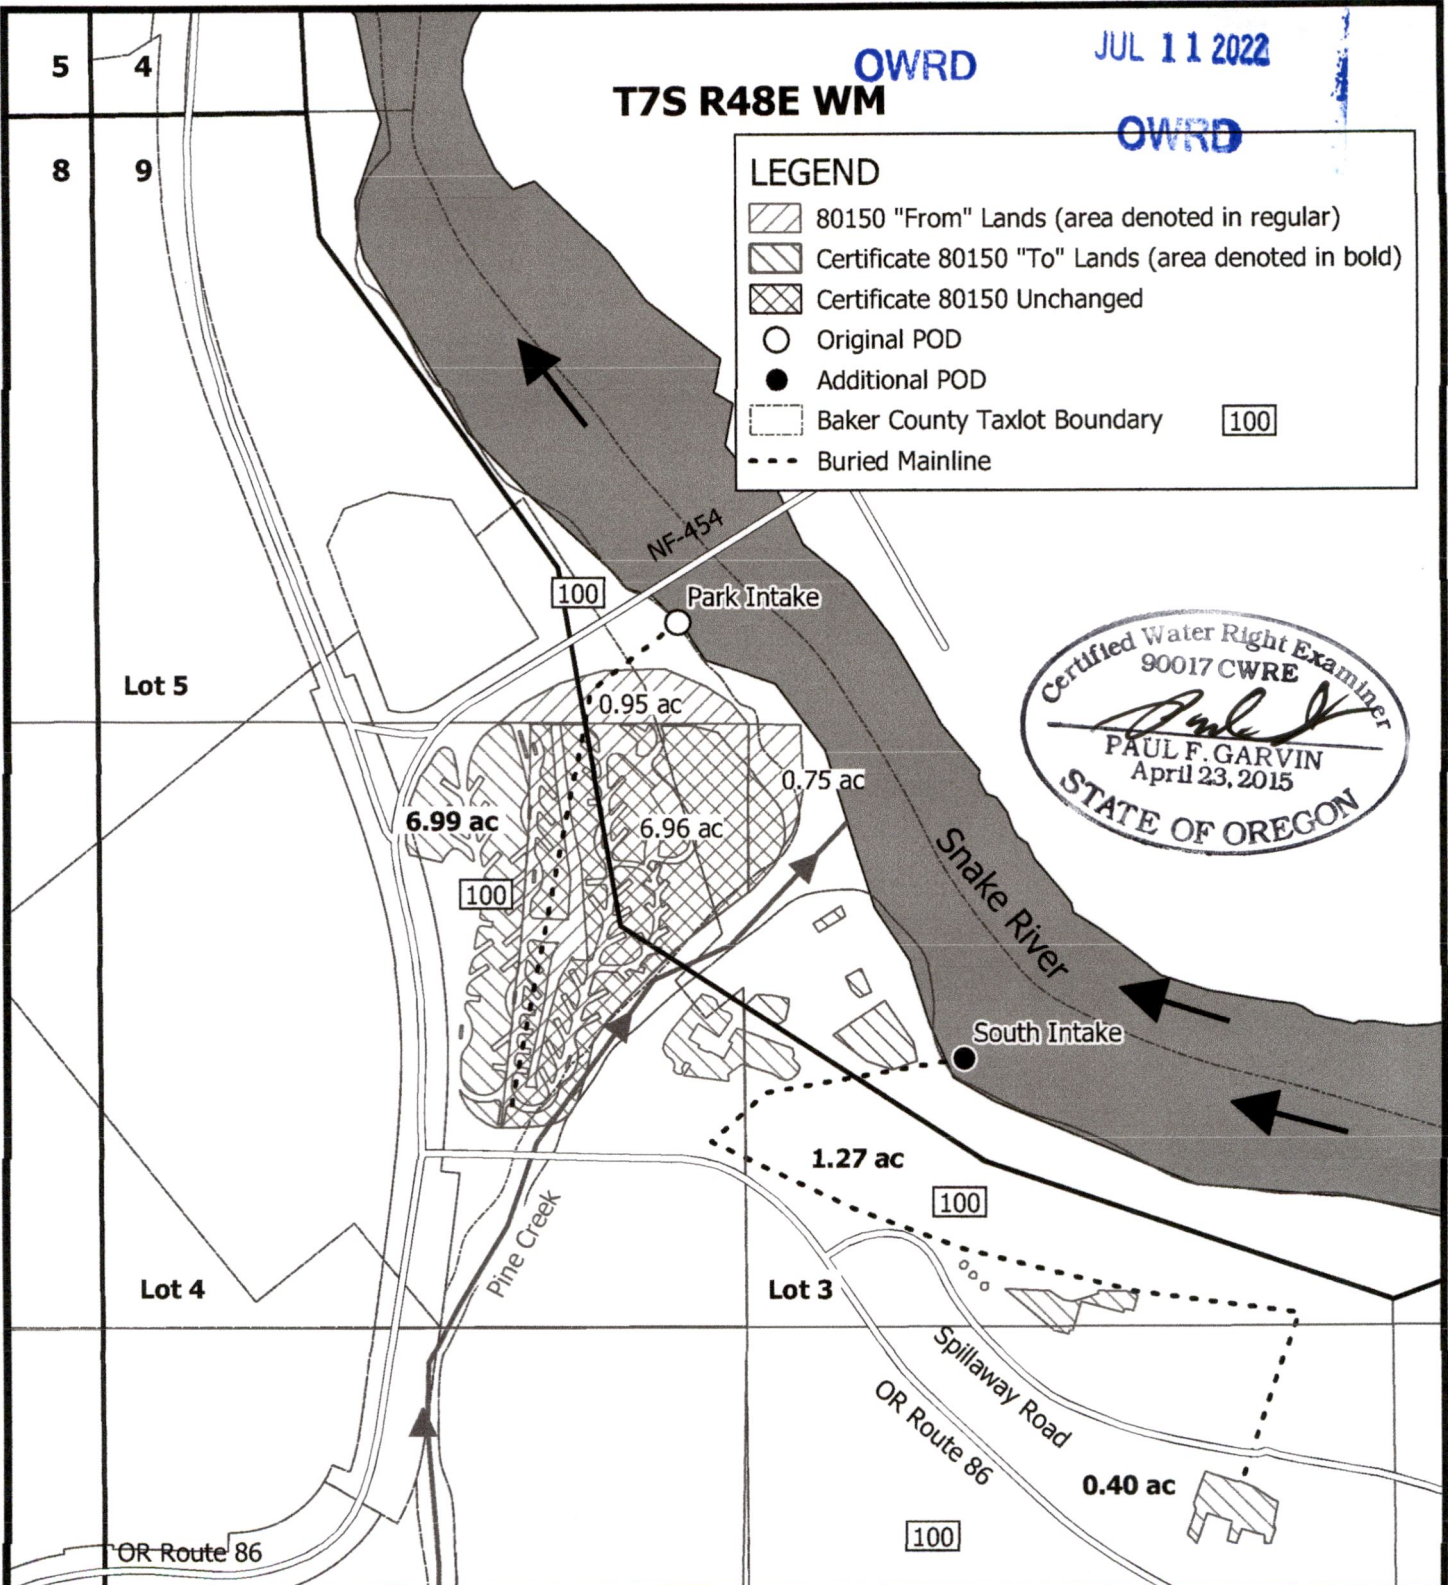 5
4
OWRD
JUL 11 2022
T7S R48E WM
OWRD
8
9
LEGEND
80150 "From" Lands (area denoted in regular)
Certificate 80150 "To" Lands (area denoted in bold)
Certificate 80150 Unchanged
Original POD
Additional POD
Baker County Taxlot Boundary
100
Buried Mainline
NF-454
100
Park Intake
Certified Water Right Examiner
90017 CWRE
PAUL F. GARVIN
April 23, 2015
STATE OF OREGON
Lot 5
0.95 ac
0.75 ac
6.99 ac
6.96 ac
100
Snake River
South Intake
1.27 ac
100
Pine Creek
Lot 4
Lot 3
Spillaway Road
OR Route 86
0.40 ac
100
OR Route 86